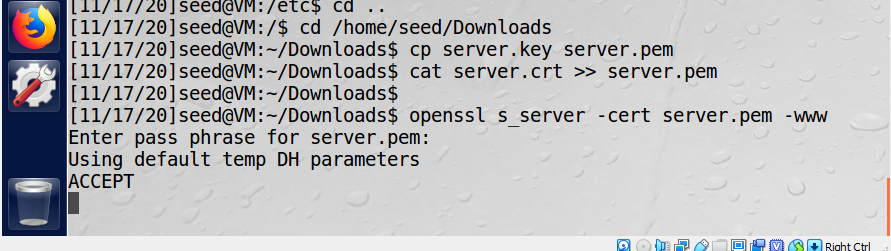 [11/17/20]seed@VM:/etc$ cd ..
[11/17/20]seed@VM:/$ cd /home/seed/Downloads
[11/17/20]seed@VM:~/Downloads$ cp server.key server.pem
[11/17/20]seed@VM:~/Downloads$ cat server.crt >> server.pem
[11/17/20]seed@VM:~/Downloads$
[11/17/20]seed@VM:~/Downloads$ openssl s_server -cert server.pem -www
Enter pass phrase for server.pem:
Using default temp DH parameters
ACCEPT
Right Ctrl